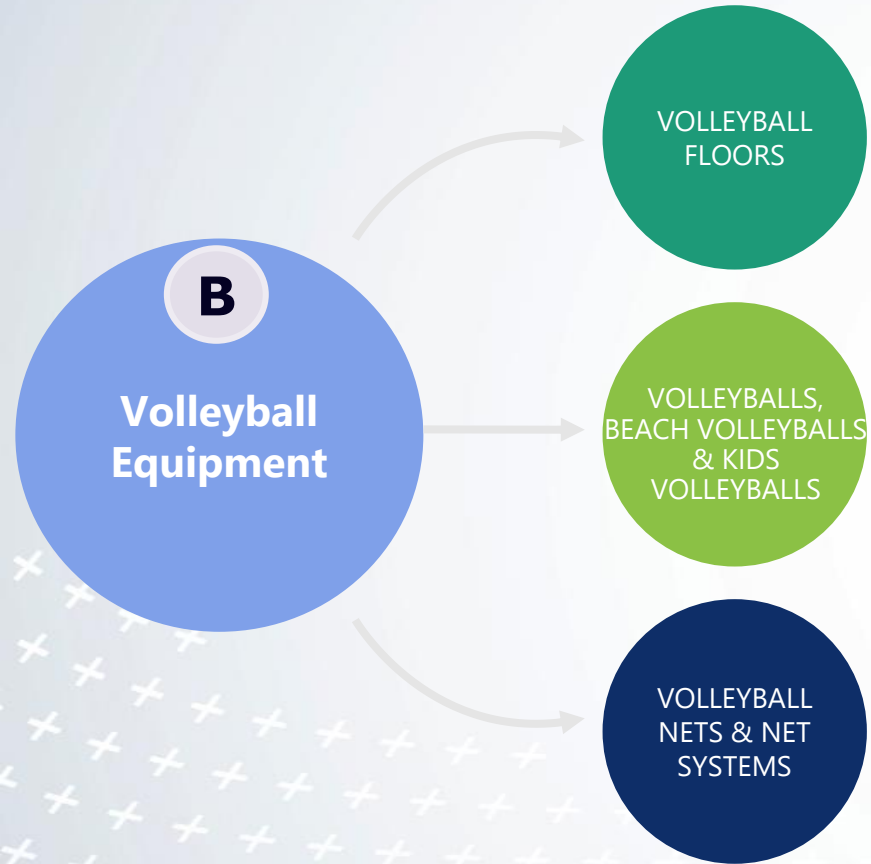 B
Volleyball
Equipment
VOLLEYBALL
FLOORS
VOLLEYBALLS,
BEACH VOLLEYBALLS
& KIDS
VOLLEYBALLS
VOLLEYBALL
NETS & NET
SYSTEMS